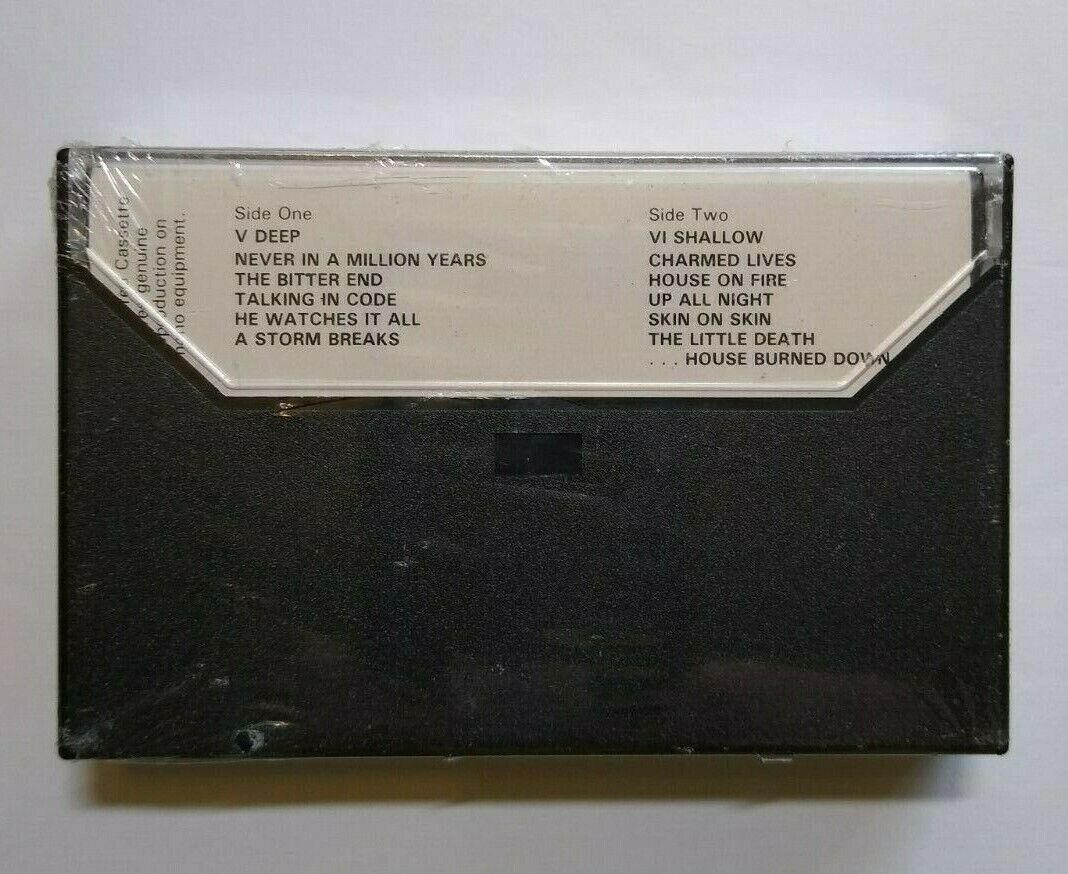 Cassette
genuine
on
equipment.
Side One
V DEEP
NEVER IN A MILLION YEARS
THE BITTER END
TALKING IN CODE
HE WATCHES IT ALL
A STORM BREAKS
Side Two
VI SHALLOW
CHARMED LIVES
HOUSE ON FIRE
UP ALL NIGHT
SKIN ON SKIN
THE LITTLE DEATH
. . . HOUSE BURNED DOWN